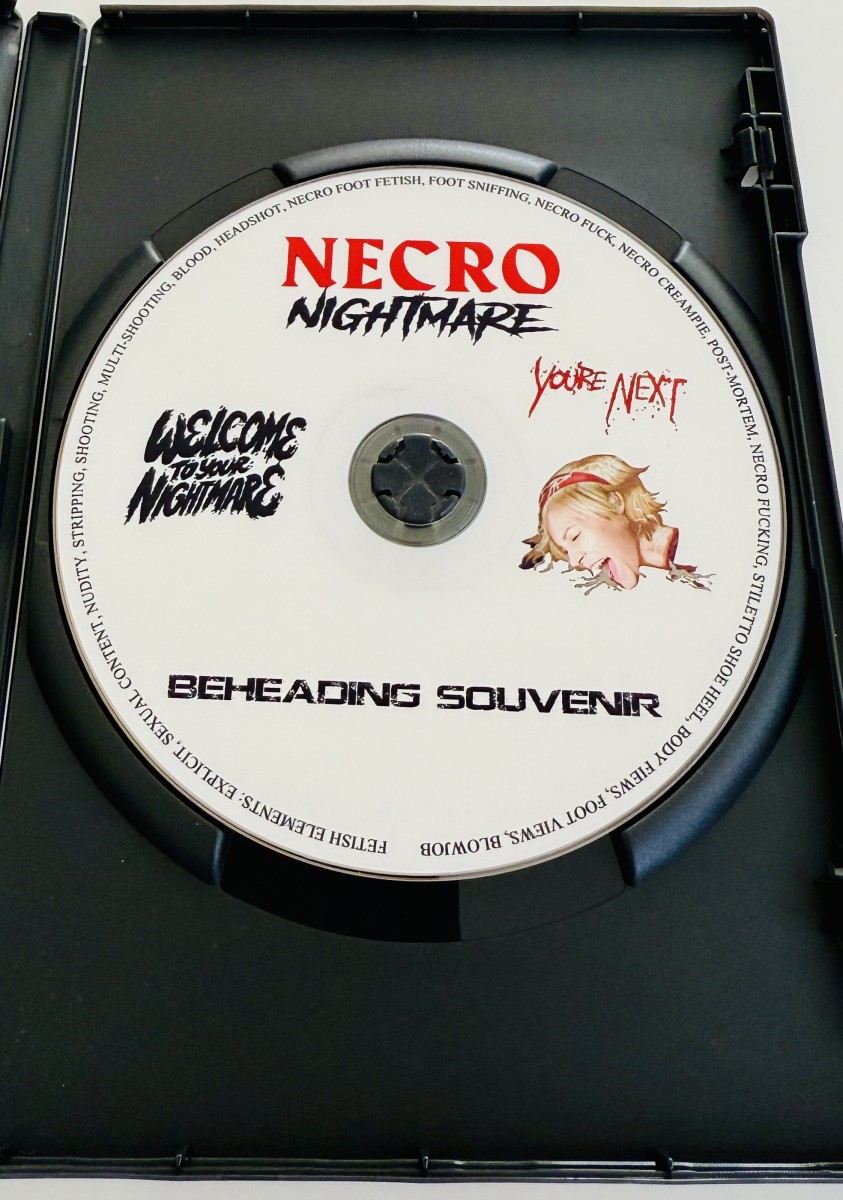 NECRO
NIGHTMARE
YOU'RE NEXT
WELCOME
TO YOUR
NIGHTMARE
BEHEADING SOUVENIR
FETISH ELEMENTS: EXPLICIT, SEXUAL CONTENT, NUDITY, STRIPPING, SHOOTING, MULTI-SHOOTING, BLOOD, HEADSHOT, NECRO FOOT FETISH, FOOT SNIFFING, NECRO FUCK, NECRO CREAMPIE, POST-MORTEM, NECRO FUCKING, STILETTO SHOE HEEL, BODY FIEWS, FOOT VIEWS, BLOWJOB